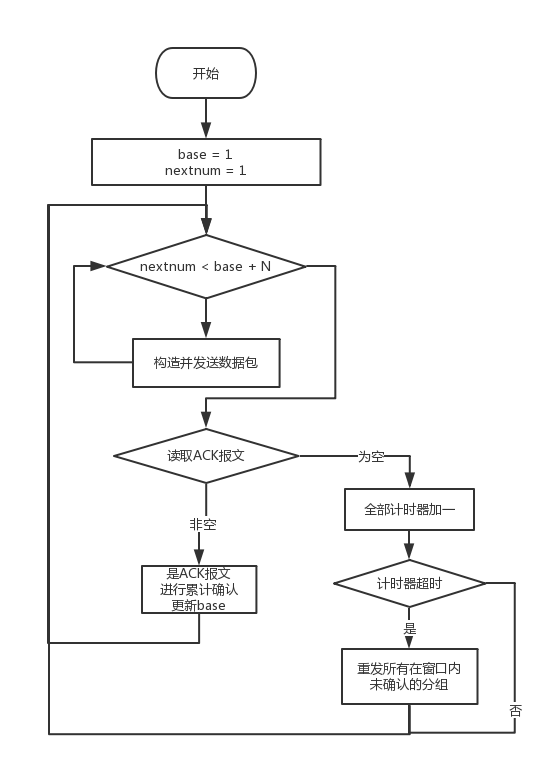 开始
base = 1
nextnum = 1
nextnum < base + N
构造并发送数据包
读取ACK报文
为空
全部计时器加一
非空
是ACK报文
进行累计确认
更新base
计时器超时
是
重发所有在窗口内
未确认的分组
否